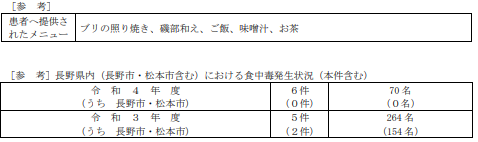 ［参　考］
患者へ提供さ
れたメニュー
ブリの照り焼き、磯部和え、ご飯、味噌汁、お茶
［参　考］長野県内（長野市・松本市含む）における食中毒発生状況（本件含む）
令　和　４　年　度　６件　70名
（うち　長野市・松本市）　（０件）　（０名）
令　和　３　年　度　５件　264名
（うち　長野市・松本市）　（２件）　（154名）